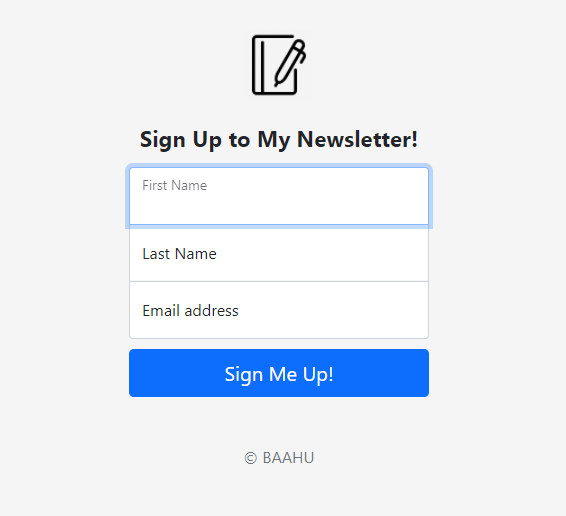 Sign Up to My Newsletter!
First Name
Last Name
Email address
Sign Me Up!
© BAAHU